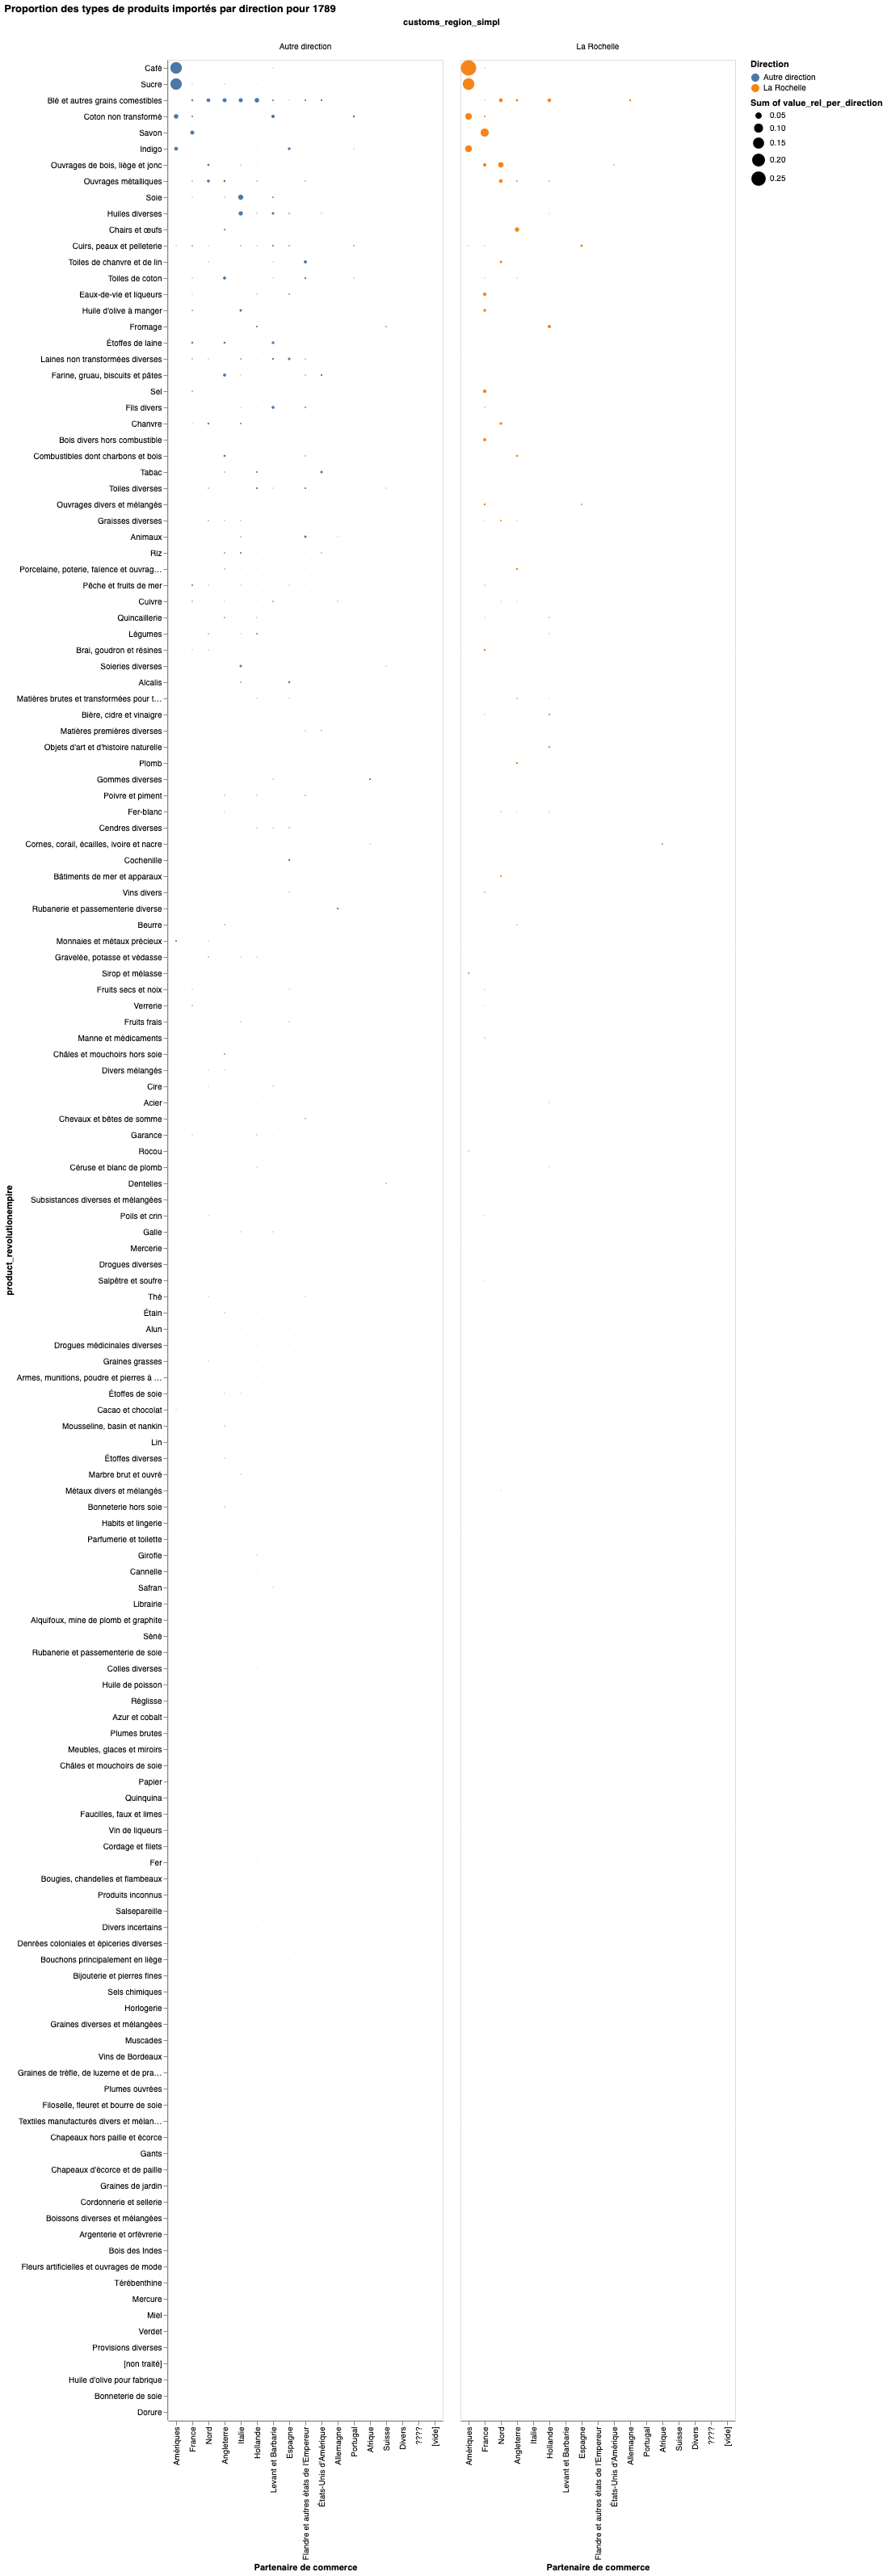 Proportion des types de produits importés par direction pour 1789
customs_region_simpl
Autre direction
La Rochelle
Direction
Autre direction
La Rochelle
Sum of value_rel_per_direction
0.05
0.10
0.15
0.20
0.25
product_revolutionempire
Café
Sucre
Blé et autres grains comestibles
Coton non transformé
Savon
Indigo
Ouvrages de bois, liège et jonc
Ouvrages métalliques
Soie
Huiles diverses
Chairs et œufs
Cuirs, peaux et pelleterie
Toiles de chanvre et de lin
Toiles de coton
Eaux-de-vie et liqueurs
Huile d'olive à manger
Fromage
Étoffes de laine
Laines non transformées diverses
Farine, gruau, biscuits et pâtes
Sel
Fils divers
Chanvre
Bois divers hors combustible
Combustibles dont charbons et bois
Tabac
Toiles diverses
Ouvrages divers et mélangés
Graisses diverses
Animaux
Riz
Porcelaine, poterie, faïence et ouvrag…
Pêche et fruits de mer
Cuivre
Quincaillerie
Légumes
Brai, goudron et résines
Soieries diverses
Alcalis
Matières brutes et transformées pour t…
Bière, cidre et vinaigre
Matières premières diverses
Objets d'art et d'histoire naturelle
Plomb
Gommes diverses
Poivre et piment
Fer-blanc
Cendres diverses
Cornes, corail, écailles, ivoire et nacre
Cochenille
Bâtiments de mer et apparaux
Vins divers
Rubanerie et passementerie diverse
Beurre
Monnaies et métaux précieux
Gravelée, potasse et védasse
Sirop et mélasse
Fruits secs et noix
Verrerie
Fruits frais
Manne et médicaments
Châles et mouchoirs hors soie
Divers mélangés
Cire
Acier
Chevaux et bêtes de somme
Garance
Rocou
Céruse et blanc de plomb
Dentelles
Subsistances diverses et mélangées
Poils et crin
Galle
Mercerie
Drogues diverses
Salpêtre et soufre
Thé
Étain
Alun
Drogues médicinales diverses
Graines grasses
Armes, munitions, poudre et pierres à …
Étoffes de soie
Cacao et chocolat
Mousseline, basin et nankin
Lin
Étoffes diverses
Marbre brut et ouvré
Métaux divers et mélangés
Bonneterie hors soie
Habits et lingerie
Parfumerie et toilette
Girofle
Cannelle
Safran
Librairie
Alquifoux, mine de plomb et graphite
Séné
Rubanerie et passementerie de soie
Colles diverses
Huile de poisson
Réglisse
Azur et cobalt
Plumes brutes
Meubles, glaces et miroirs
Châles et mouchoirs de soie
Papier
Quinquina
Faucilles, faux et limes
Vin de liqueurs
Cordage et filets
Fer
Bougies, chandelles et flambeaux
Produits inconnus
Salsepareille
Divers incertains
Denrées coloniales et épiceries diverses
Bouchons principalement en liège
Bijouterie et pierres fines
Sels chimiques
Horlogerie
Graines diverses et mélangées
Muscades
Vins de Bordeaux
Graines de trèfle, de luzerne et de pra…
Plumes ouvrées
Filoselle, fleuret et bourre de soie
Textiles manufacturés divers et mélan…
Chapeaux hors paille et écorce
Gants
Chapeaux d'écorce et de paille
Graines de jardin
Cordonnerie et sellerie
Boissons diverses et mélangées
Argenterie et orfèvrerie
Bois des Indes
Fleurs artificielles et ouvrages de mode
Térébenthine
Mercure
Miel
Verdet
Provisions diverses
[non traité]
Huile d'olive pour fabrique
Bonneterie de soie
Dorure
Amériques
France
Nord
Angleterre
Italie
Hollande
Levant et Barbarie
Espagne
Flandre et autres états de l'Empereur
États-Unis d'Amérique
Allemagne
Portugal
Afrique
Suisse
Divers
????
[vide]
Amériques
France
Nord
Angleterre
Italie
Hollande
Levant et Barbarie
Espagne
Flandre et autres états de l'Empereur
États-Unis d'Amérique
Allemagne
Portugal
Afrique
Suisse
Divers
????
[vide]
Partenaire de commerce
Partenaire de commerce